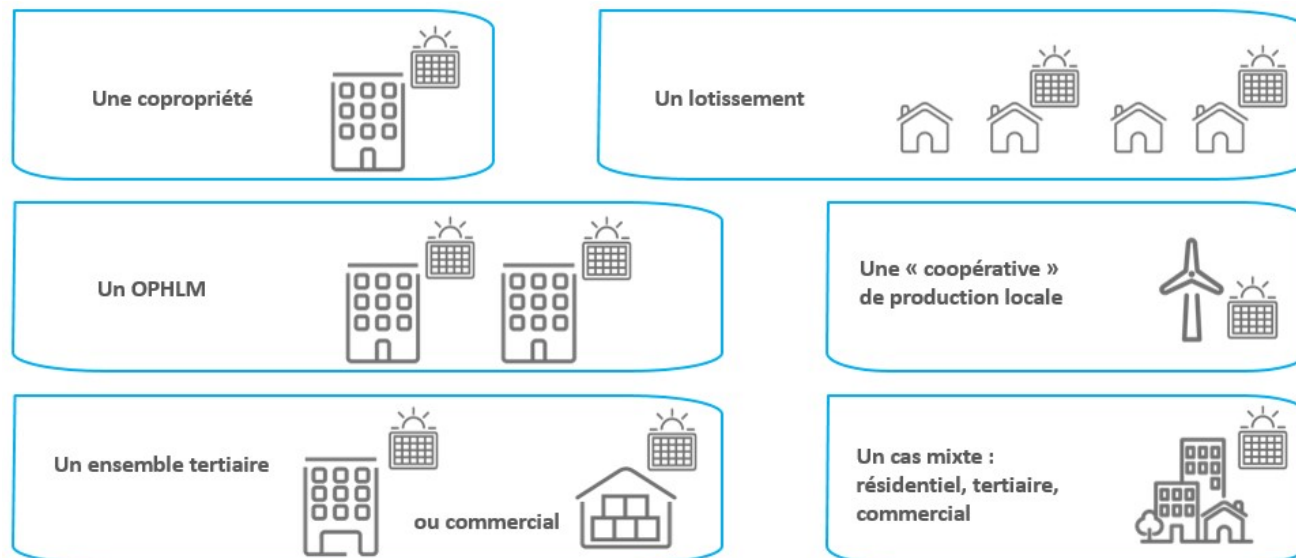 Une copropriété
Un lotissement
Un OPHLM
Une « coopérative »
de production locale
Un ensemble tertiaire
ou commercial
Un cas mixte :
résidentiel, tertiaire,
commercial